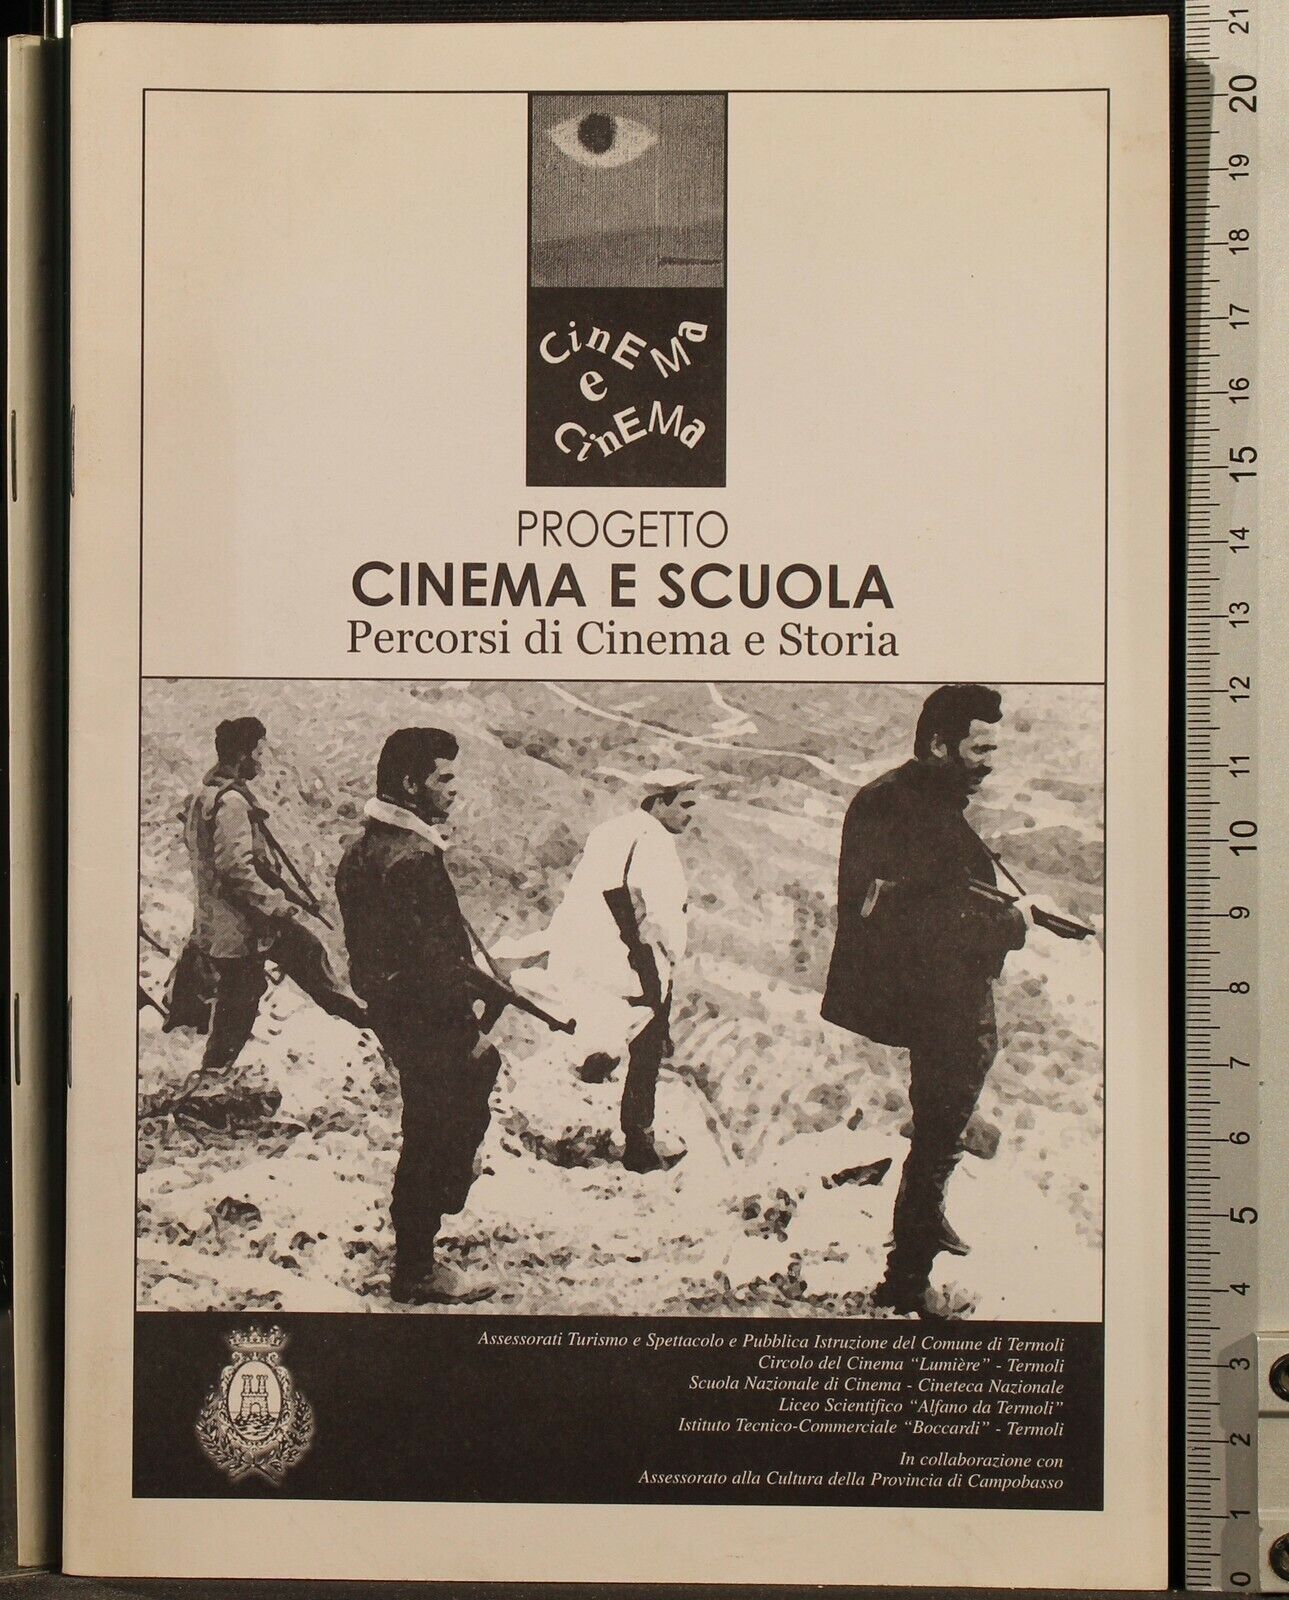 CinEMa
e
CinEMa
PROGETTO
CINEMA E SCUOLA
Percorsi di Cinema e Storia
Assessorati Turismo e Spettacolo e Pubblica Istruzione del Comune di Termoli
Circolo del Cinema “Lumière” - Termoli
Scuola Nazionale di Cinema - Cineteca Nazionale
Liceo Scientifico “Alfano da Termoli”
Istituto Tecnico-Commerciale “Boccardi” - Termoli
In collaborazione con
Assessorato alla Cultura della Provincia di Campobasso
21
20
19
18
17
16
15
14
13
12
11
10
9
8
7
6
5
4
3
2
1
0